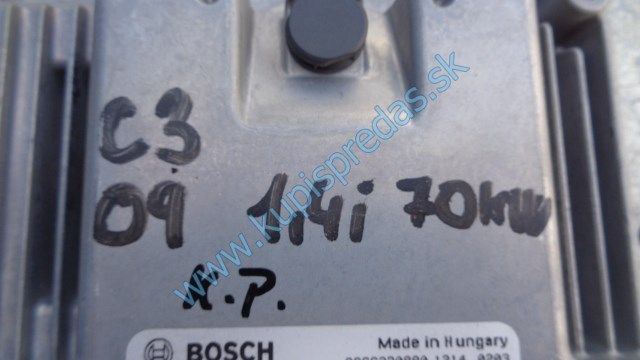 C3
09 1,4i 70kW
R.P.
www.kupispredas.sk
BOSCH Made in Hungary